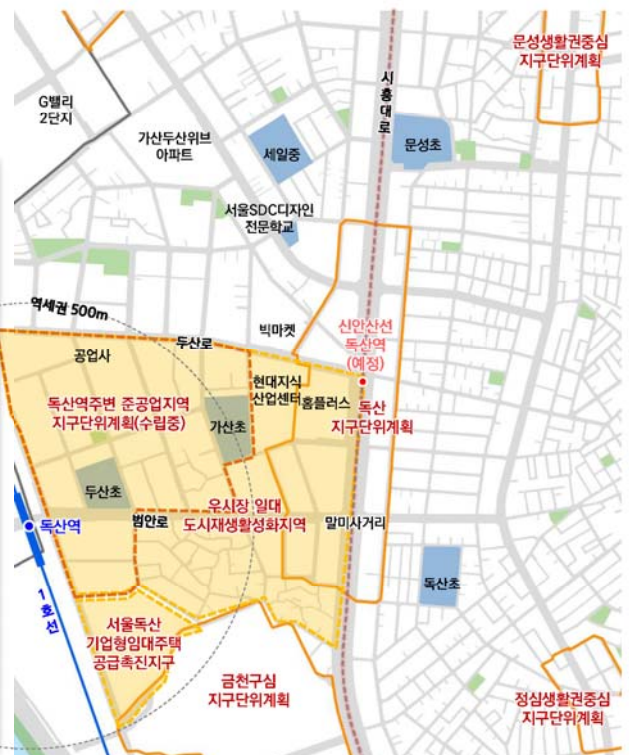 문성생활권중심
지구단위계획
시흥대로
G밸리
2단지
가산두산위브
아파트
세일중
문성초
서울SDC디자인
전문학교
역세권 500m
빅마켓
신안산선
독산역
(예정)
두산로
공업사
현대지식
산업센터
홈플러스
독산
지구단위계획
독산역주변 준공업지역
지구단위계획(수립중)
가산초
두산초
우시장 일대
도시재생활성화지역
범안로
말미사거리
독산역
1호선
독산초
서울독산
기업형임대주택
공급촉진지구
금천구심
지구단위계획
정심생활권중심
지구단위계획